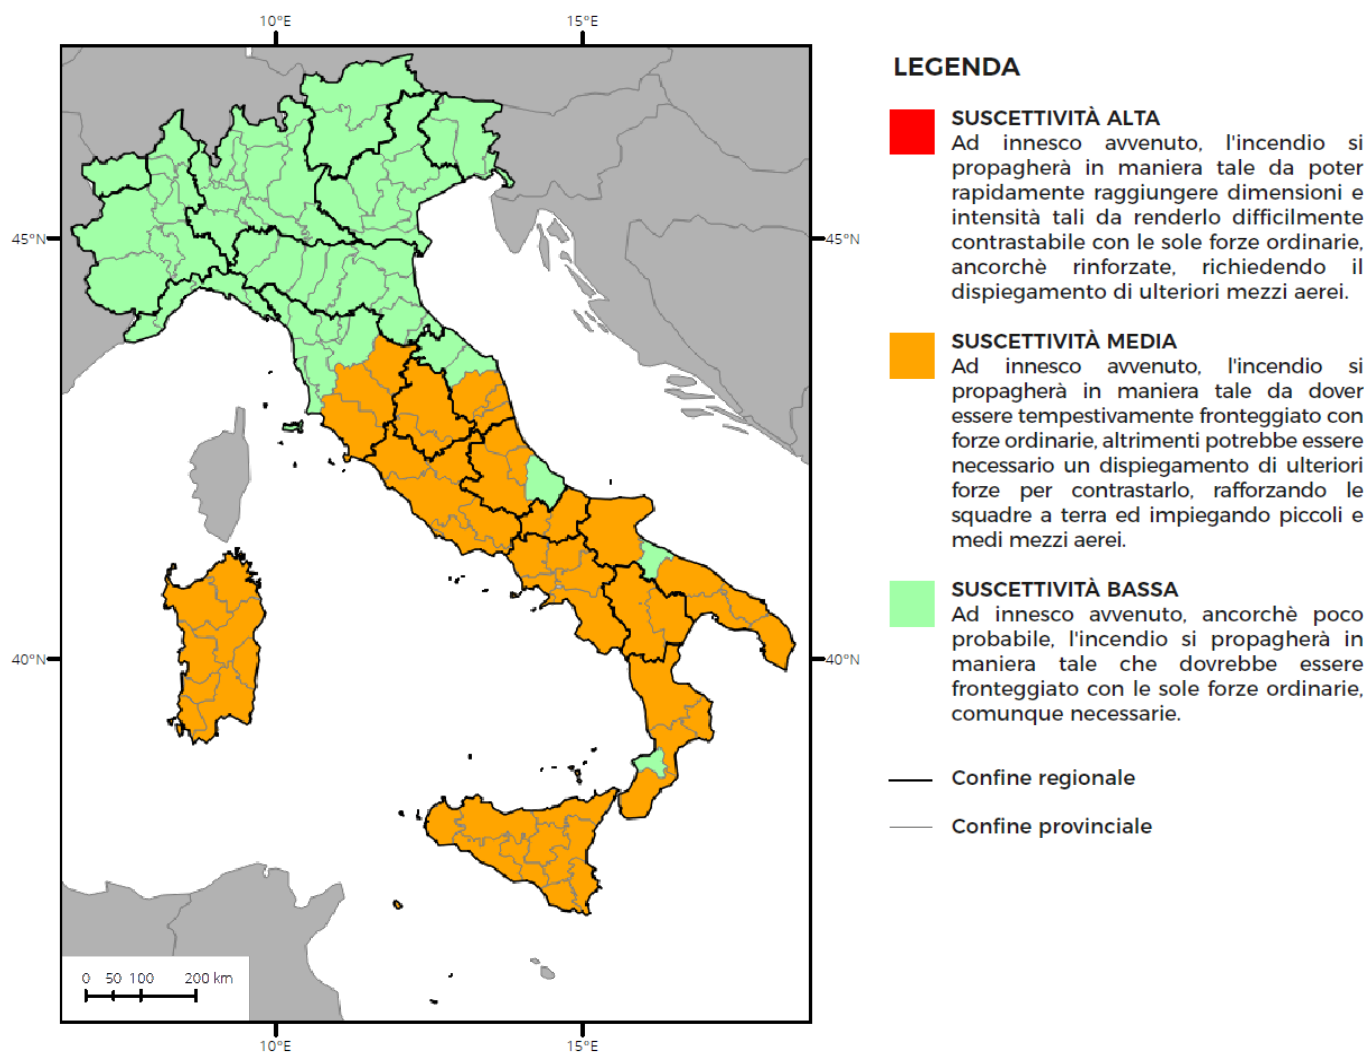 10°E 15°E
45°N 45°N
40°N 40°N
0 50 100 200 km
10°E 15°E
LEGENDA
SUSCETTIVITÀ ALTA
Ad innesco avvenuto, l'incendio si
propagherà in maniera tale da poter
rapidamente raggiungere dimensioni e
intensità tali da renderlo difficilmente
contrastabile con le sole forze ordinarie,
ancorchè rinforzate, richiedendo il
dispiegamento di ulteriori mezzi aerei.
SUSCETTIVITÀ MEDIA
Ad innesco avvenuto, l'incendio si
propagherà in maniera tale da dover
essere tempestivamente fronteggiato con
forze ordinarie, altrimenti potrebbe essere
necessario un dispiegamento di ulteriori
forze per contrastarlo, rafforzando le
squadre a terra ed impiegando piccoli e
medi mezzi aerei.
SUSCETTIVITÀ BASSA
Ad innesco avvenuto, ancorchè poco
probabile, l'incendio si propagherà in
maniera tale che dovrebbe essere
fronteggiato con le sole forze ordinarie,
comunque necessarie.
Confine regionale
Confine provinciale